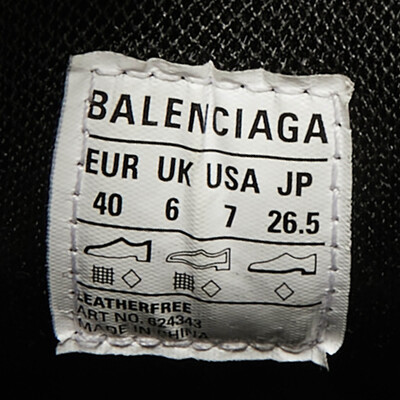 BALENCIAGA
EUR UK USA JP
40 6 7 26.5
LEATHERFREE
ART NO. 624343
MADE IN CHINA